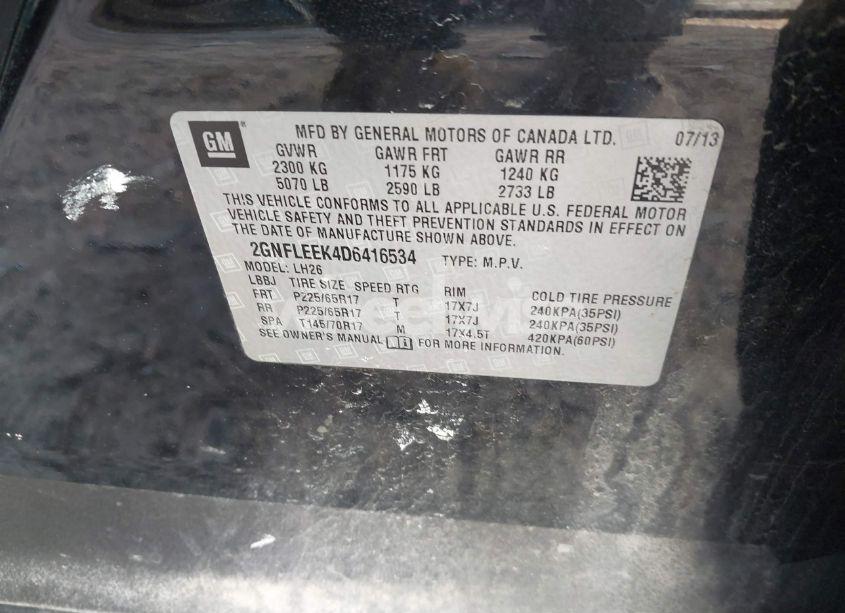 GM ® MFD BY GENERAL MOTORS OF CANADA LTD. 07/13
GVWR GAWR FRT GAWR RR
2300 KG 1175 KG 1240 KG
5070 LB 2590 LB 2733 LB
THIS VEHICLE CONFORMS TO ALL APPLICABLE U.S. FEDERAL MOTOR
VEHICLE SAFETY AND THEFT PREVENTION STANDARDS IN EFFECT ON
THE DATE OF MANUFACTURE SHOWN ABOVE.
2GNFLEEK4D6416534 TYPE: M.P.V.
MODEL: LH26
LBBJ TIRE SIZE SPEED RTG RIM COLD TIRE PRESSURE
FRT P225/65R17 T 17X7J 240KPA(35PSI)
RR P225/65R17 T 17X7J 240KPA(35PSI)
SPA T145/70R17 M 17X4.5T 420KPA(60PSI)
SEE OWNER'S MANUAL i FOR MORE INFORMATION.